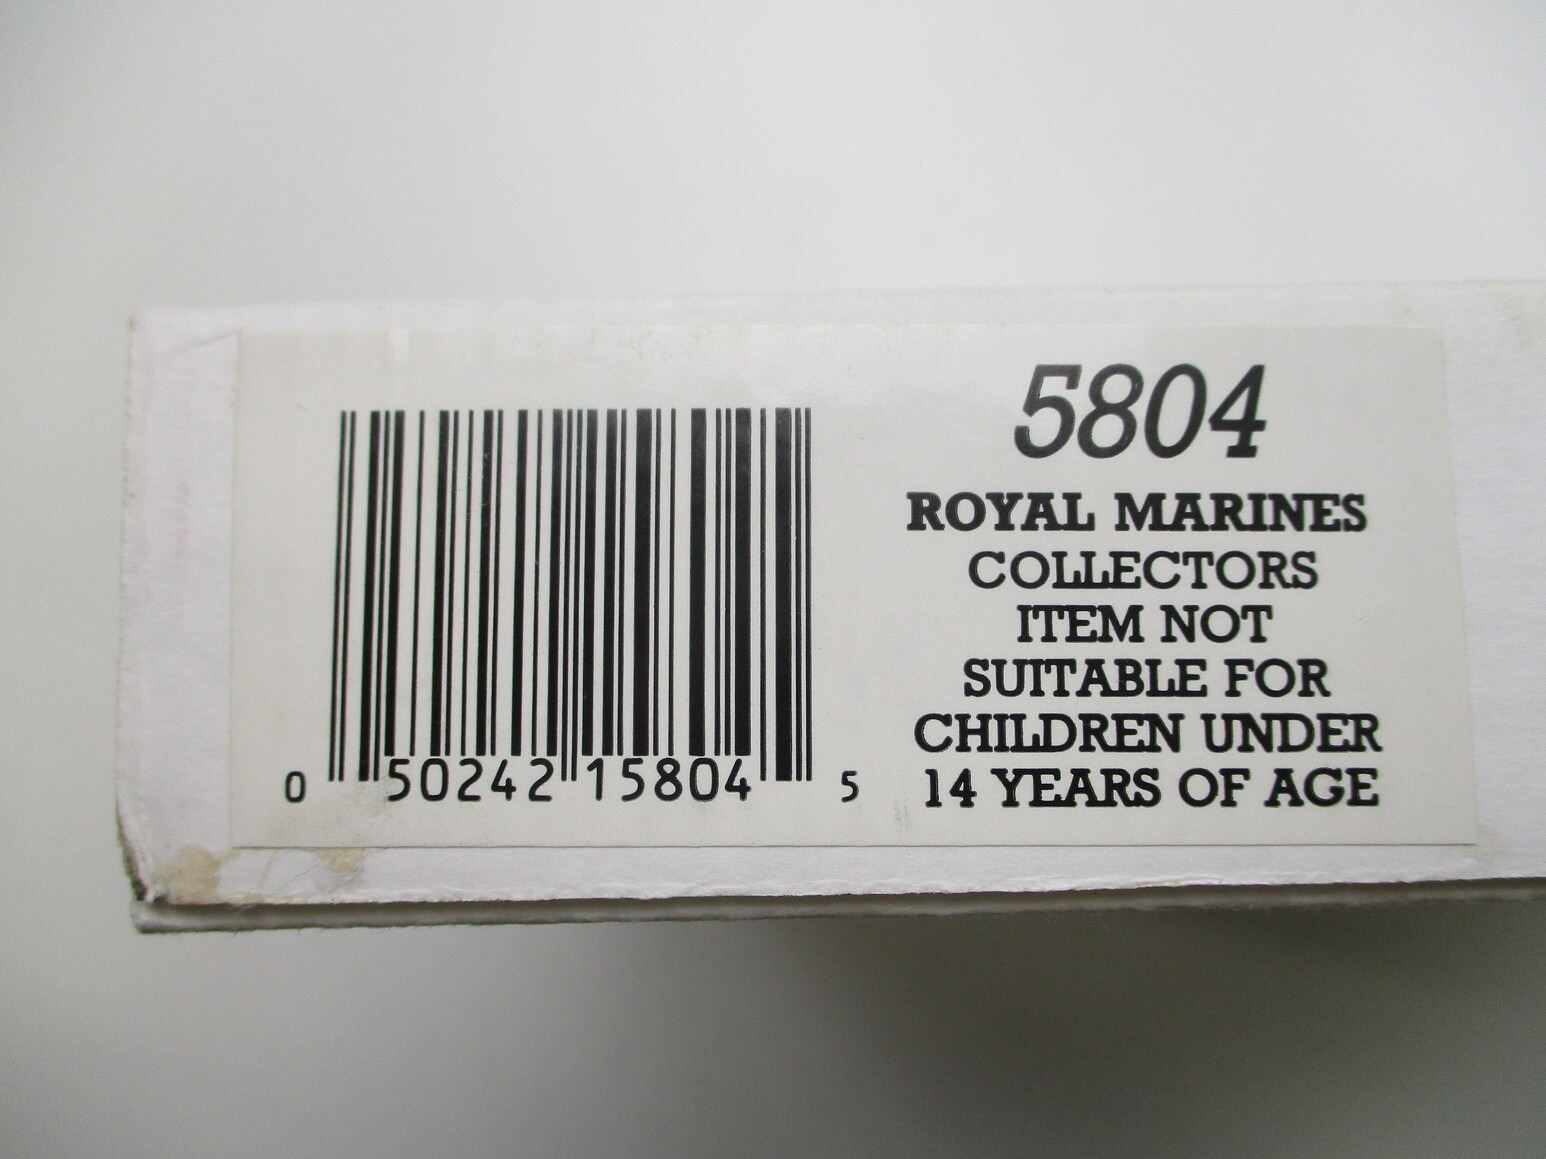 5804
ROYAL MARINES
COLLECTORS
ITEM NOT
SUITABLE FOR
CHILDREN UNDER
14 YEARS OF AGE
0 50242 15804 5